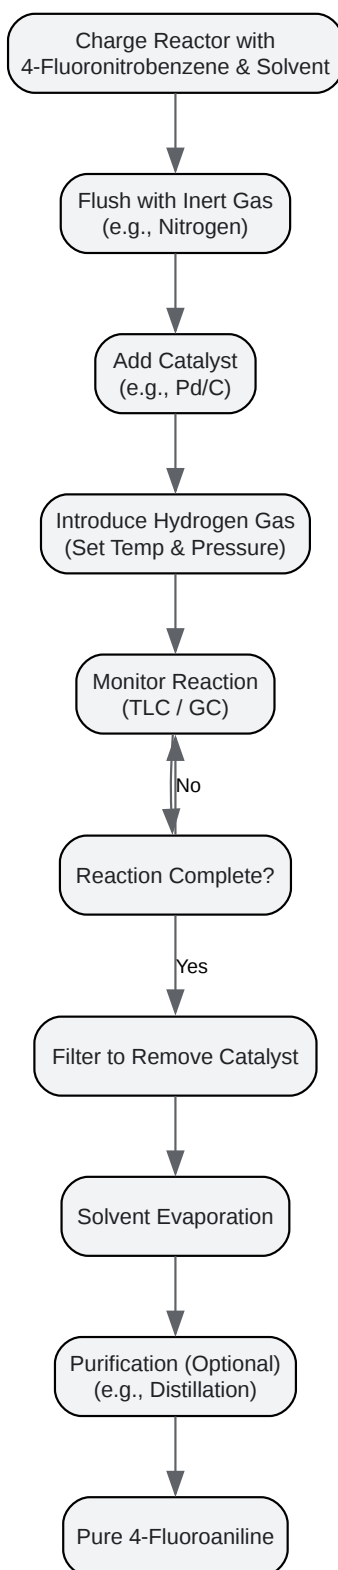 Charge Reactor with
4-Fluoronitrobenzene & Solvent
Flush with Inert Gas
(e.g., Nitrogen)
Add Catalyst
(e.g., Pd/C)
Introduce Hydrogen Gas
(Set Temp & Pressure)
Monitor Reaction
(TLC / GC)
No
Reaction Complete?
Yes
Filter to Remove Catalyst
Solvent Evaporation
Purification (Optional)
(e.g., Distillation)
Pure 4-Fluoroaniline